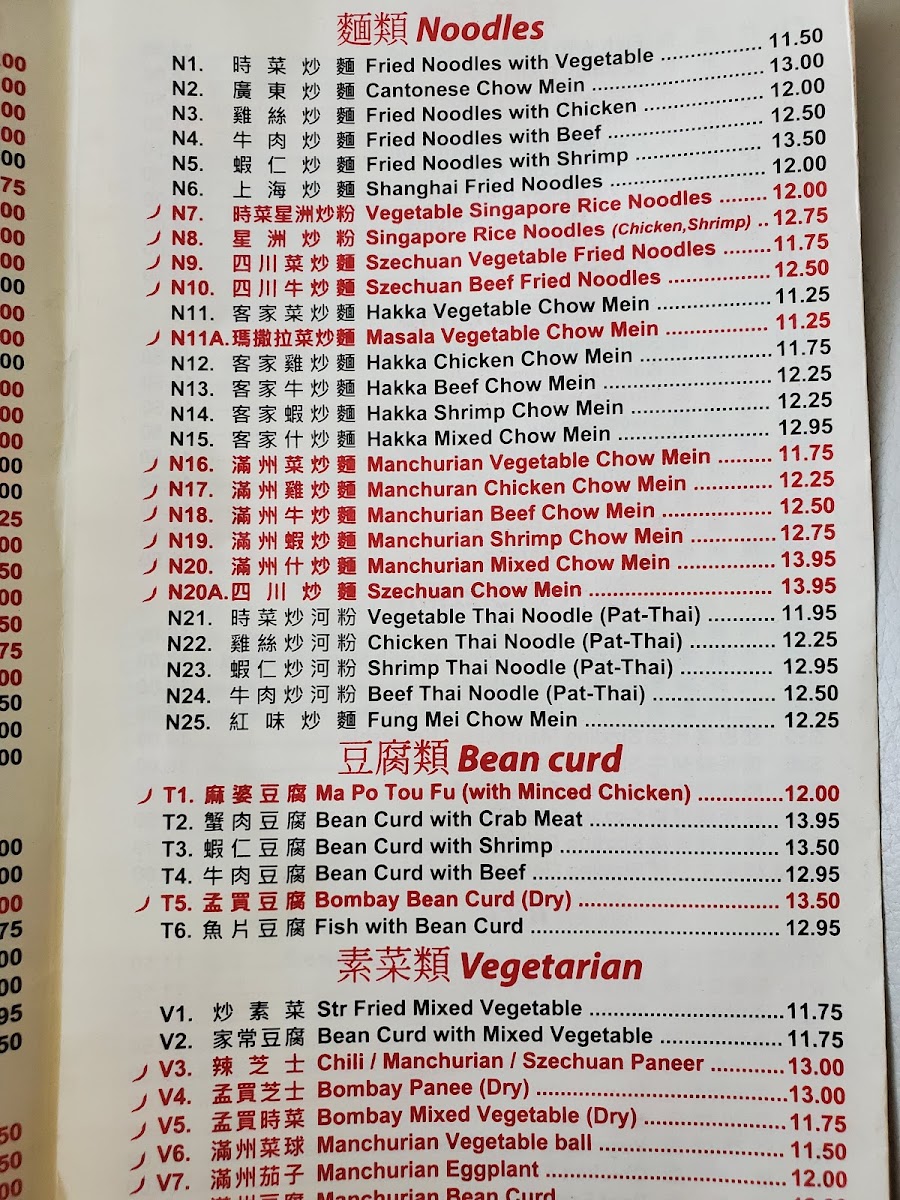 麵類 Noodles
N1. 時菜炒麵 Fried Noodles with Vegetable 11.50
N2. 廣東炒麵 Cantonese Chow Mein 13.00
N3. 雞絲炒麵 Fried Noodles with Chicken 12.00
N4. 牛肉炒麵 Fried Noodles with Beef 12.50
N5. 蝦仁炒麵 Fried Noodles with Shrimp 13.50
N6. 上海炒麵 Shanghai Fried Noodles 12.00
N7. 時菜星洲炒粉 Vegetable Singapore Rice Noodles 12.00
N8. 星洲炒粉 Singapore Rice Noodles (Chicken,Shrimp) 12.75
N9. 四川菜炒麵 Szechuan Vegetable Fried Noodles 11.75
N10. 四川牛炒麵 Szechuan Beef Fried Noodles 12.50
N11. 客家菜炒麵 Hakka Vegetable Chow Mein 11.25
N11A. 瑪撒拉菜炒麵 Masala Vegetable Chow Mein 11.25
N12. 客家雞炒麵 Hakka Chicken Chow Mein 11.75
N13. 客家牛炒麵 Hakka Beef Chow Mein 12.25
N14. 客家蝦炒麵 Hakka Shrimp Chow Mein 12.25
N15. 客家什炒麵 Hakka Mixed Chow Mein 12.95
N16. 滿州菜炒麵 Manchurian Vegetable Chow Mein 11.75
N17. 滿州雞炒麵 Manchuran Chicken Chow Mein 12.25
N18. 滿州牛炒麵 Manchurian Beef Chow Mein 12.50
N19. 滿州蝦炒麵 Manchurian Shrimp Chow Mein 12.75
N20. 滿州什炒麵 Manchurian Mixed Chow Mein 13.95
N20A. 四川炒麵 Szechuan Chow Mein 13.95
N21. 時菜炒河粉 Vegetable Thai Noodle (Pat-Thai) 11.95
N22. 雞絲炒河粉 Chicken Thai Noodle (Pat-Thai) 12.25
N23. 蝦仁炒河粉 Shrimp Thai Noodle (Pat-Thai) 12.95
N24. 牛肉炒河粉 Beef Thai Noodle (Pat-Thai) 12.50
N25. 紅味炒麵 Fung Mei Chow Mein 12.25
豆腐類 Bean curd
T1. 麻婆豆腐 Ma Po Tou Fu (with Minced Chicken) 12.00
T2. 蟹肉豆腐 Bean Curd with Crab Meat 13.95
T3. 蝦仁豆腐 Bean Curd with Shrimp 13.50
T4. 牛肉豆腐 Bean Curd with Beef 12.95
T5. 孟買豆腐 Bombay Bean Curd (Dry) 13.50
T6. 魚片豆腐 Fish with Bean Curd 12.95
素菜類 Vegetarian
V1. 炒素菜 Str Fried Mixed Vegetable 11.75
V2. 家常豆腐 Bean Curd with Mixed Vegetable 11.75
V3. 辣芝士 Chili / Manchurian / Szechuan Paneer 13.00
V4. 孟買芝士 Bombay Panee (Dry) 13.00
V5. 孟買時菜 Bombay Mixed Vegetable (Dry) 11.75
V6. 滿州菜球 Manchurian Vegetable ball 11.50
V7. 滿州茄子 Manchurian Eggplant 12.00
滿州豆腐 Manchurian Bean Curd